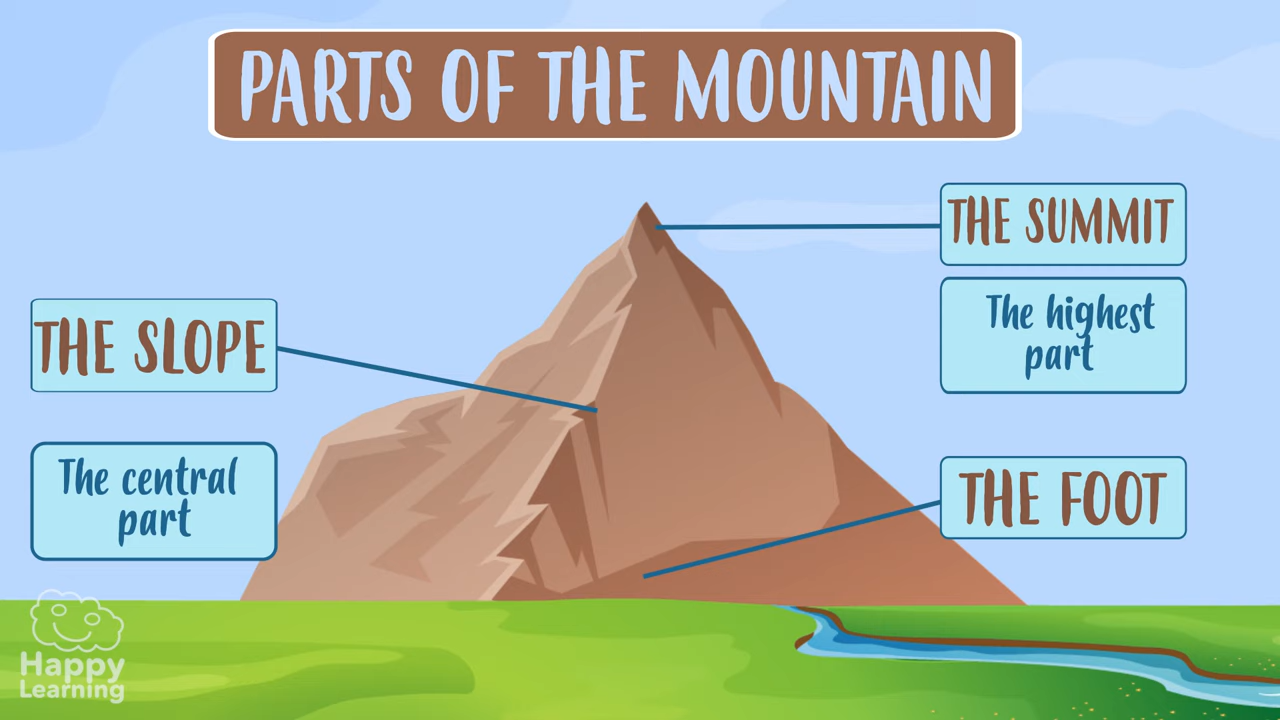 PARTS OF THE MOUNTAIN
THE SUMMIT
The highest
part
THE SLOPE
The central
part
THE FOOT
Happy
Learning